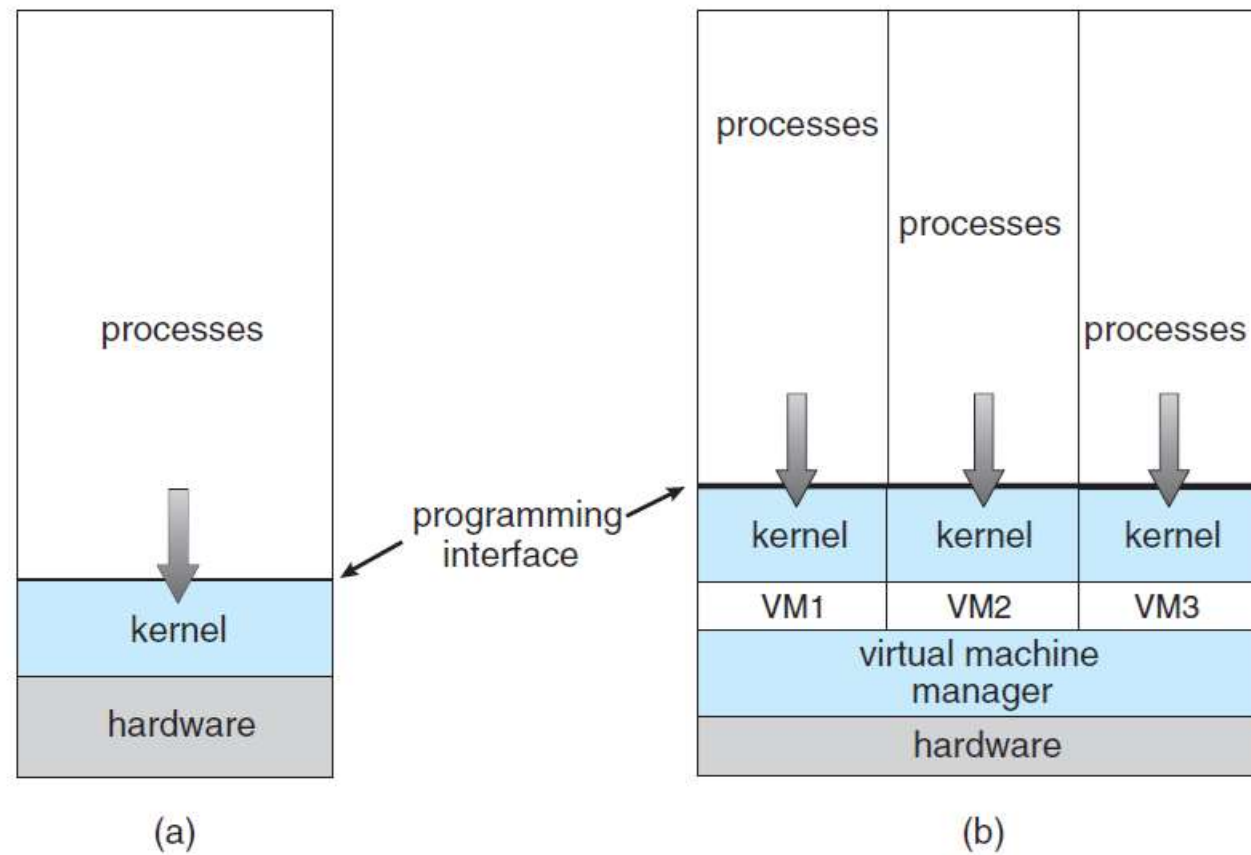 processes
kernel
hardware
(a)
programming
interface
processes
processes
processes
kernel
kernel
kernel
VM1
VM2
VM3
virtual machine
manager
hardware
(b)